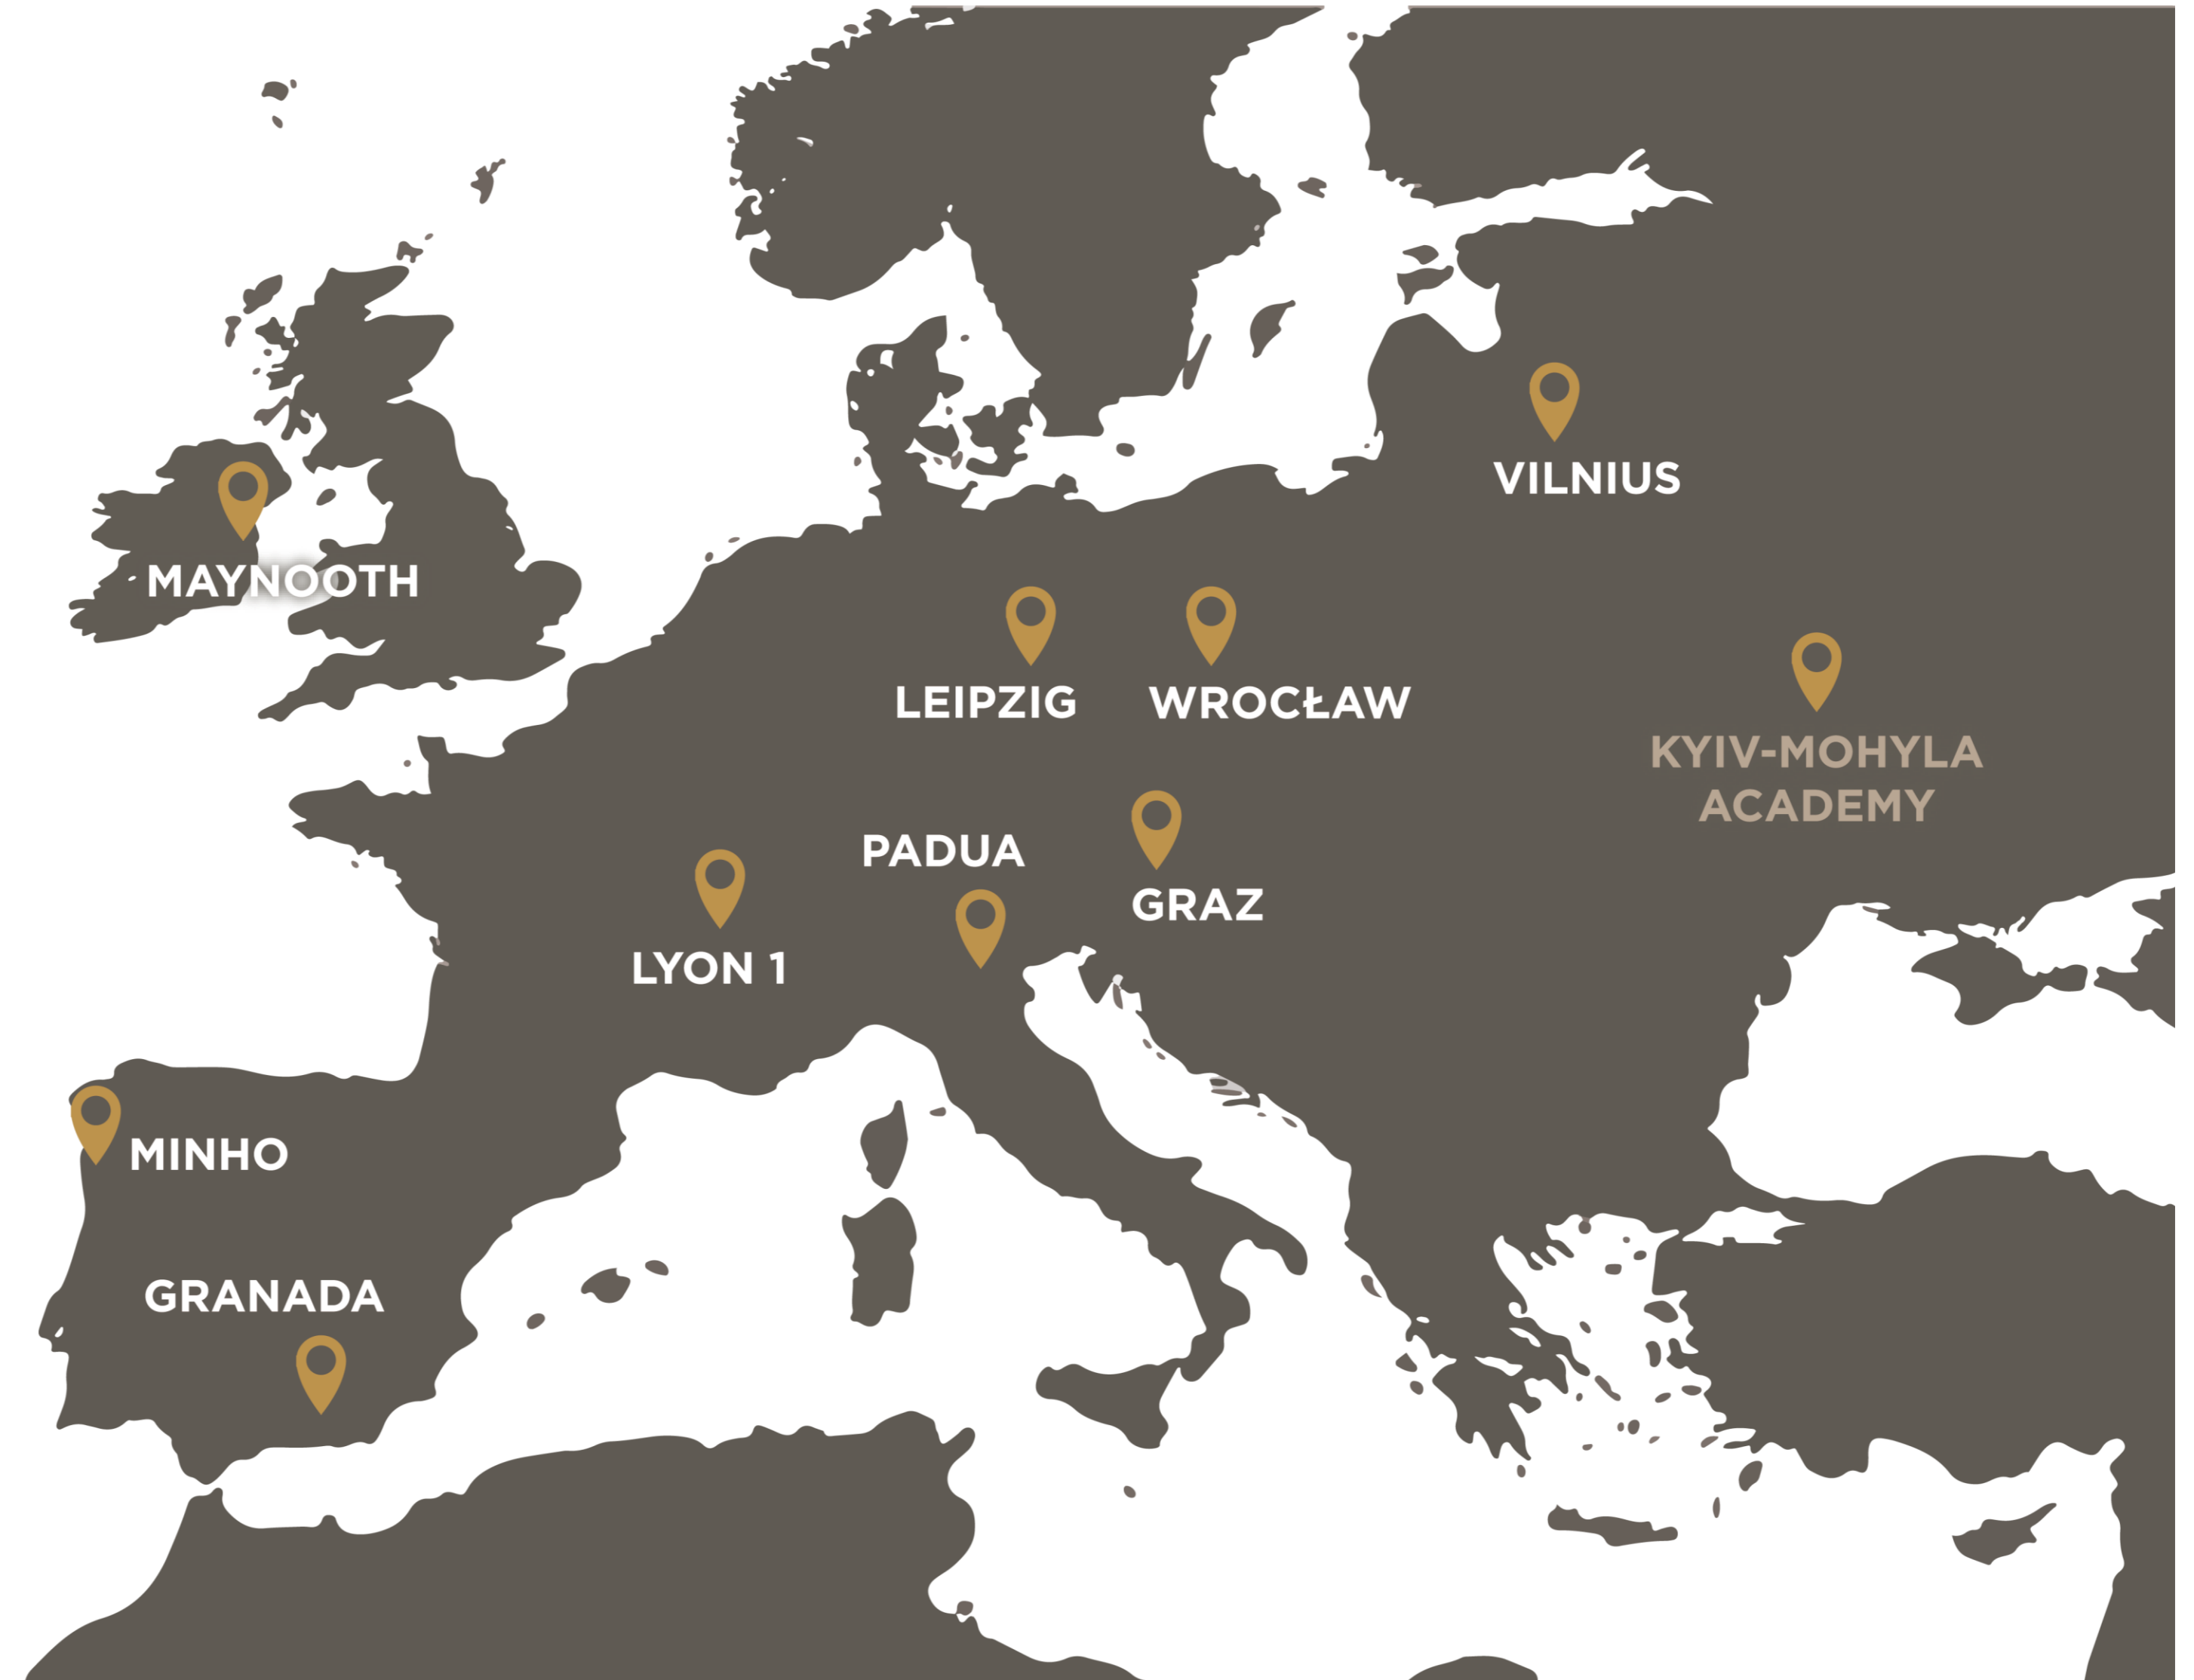 VILNIUS
MAYNOOTH
LEIPZIG
WROCŁAW
KYIV-MOHYLA
ACADEMY
PADUA
GRAZ
LYON 1
MINHO
GRANADA